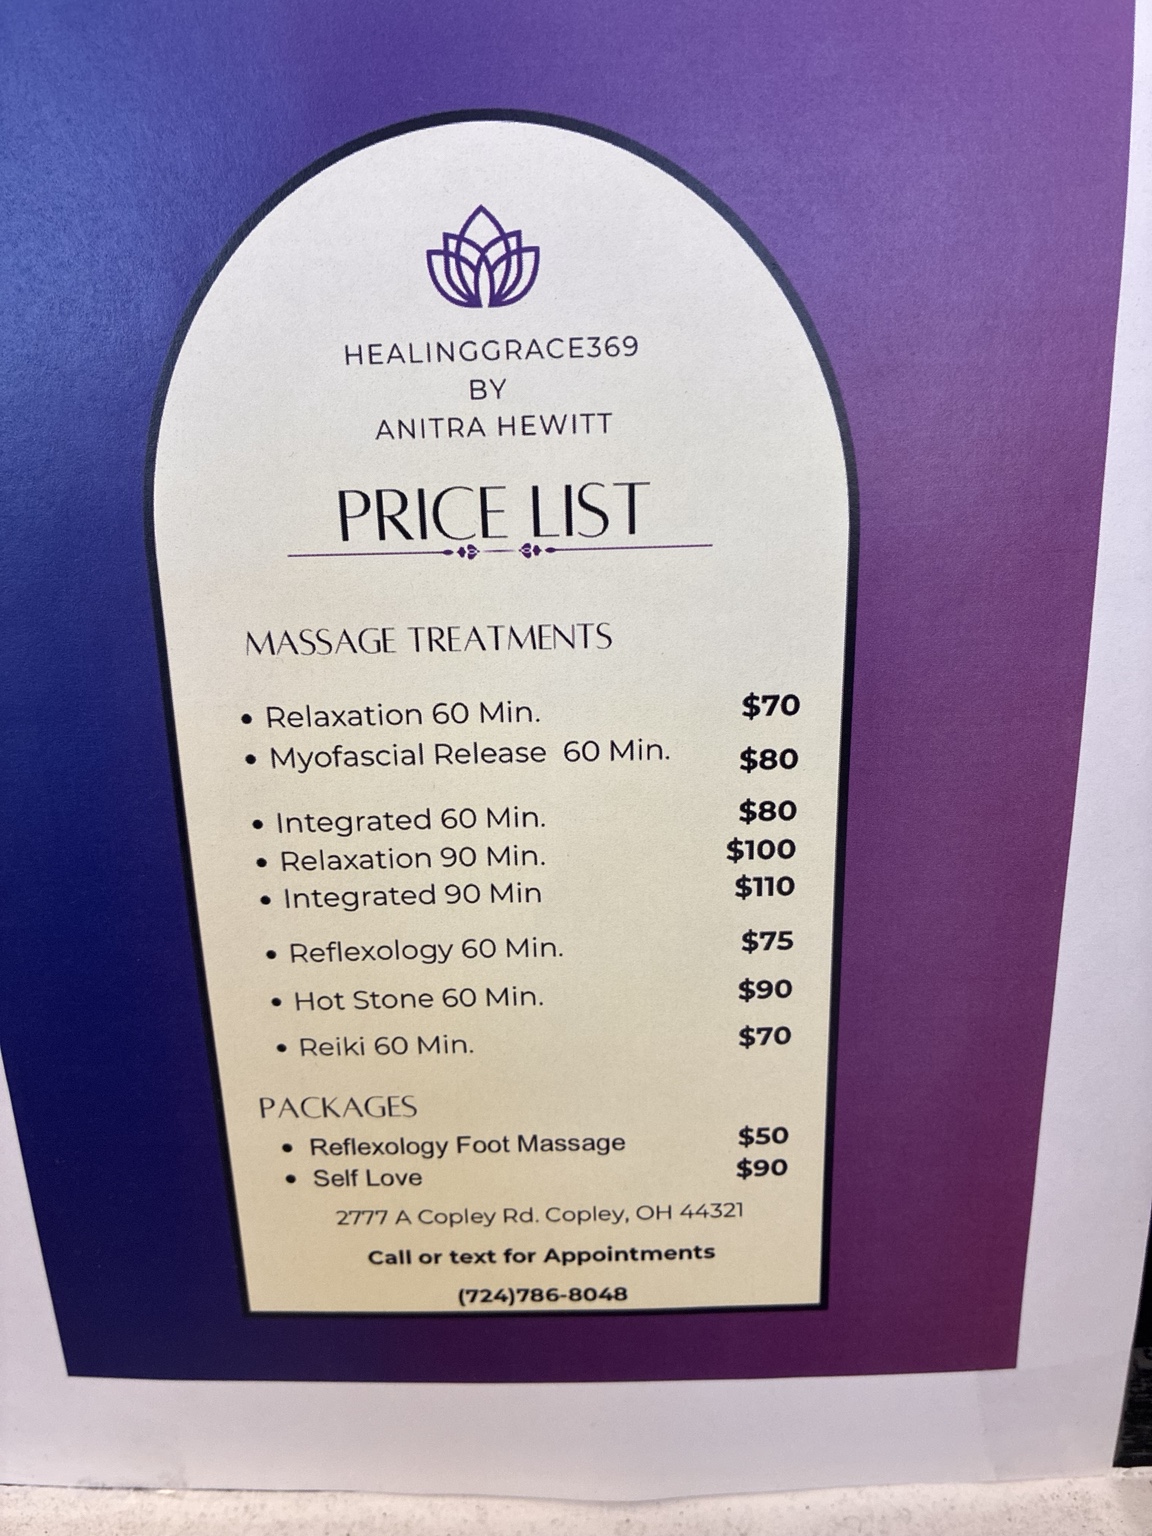 HEALINGGRACE369
BY
ANITRA HEWITT
PRICE LIST
MASSAGE TREATMENTS
• Relaxation 60 Min. $70
• Myofascial Release 60 Min. $80
• Integrated 60 Min. $80
• Relaxation 90 Min. $100
• Integrated 90 Min $110
• Reflexology 60 Min. $75
• Hot Stone 60 Min. $90
• Reiki 60 Min. $70
PACKAGES
• Reflexology Foot Massage $50
• Self Love $90
2777 A Copley Rd. Copley, OH 44321
Call or text for Appointments
(724)786-8048